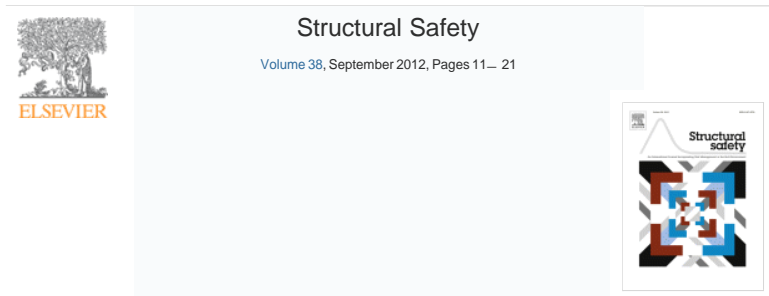 Structural Safety
Volume 38, September 2012, Pages 11– 21
ELSEVIER
Structural
safety